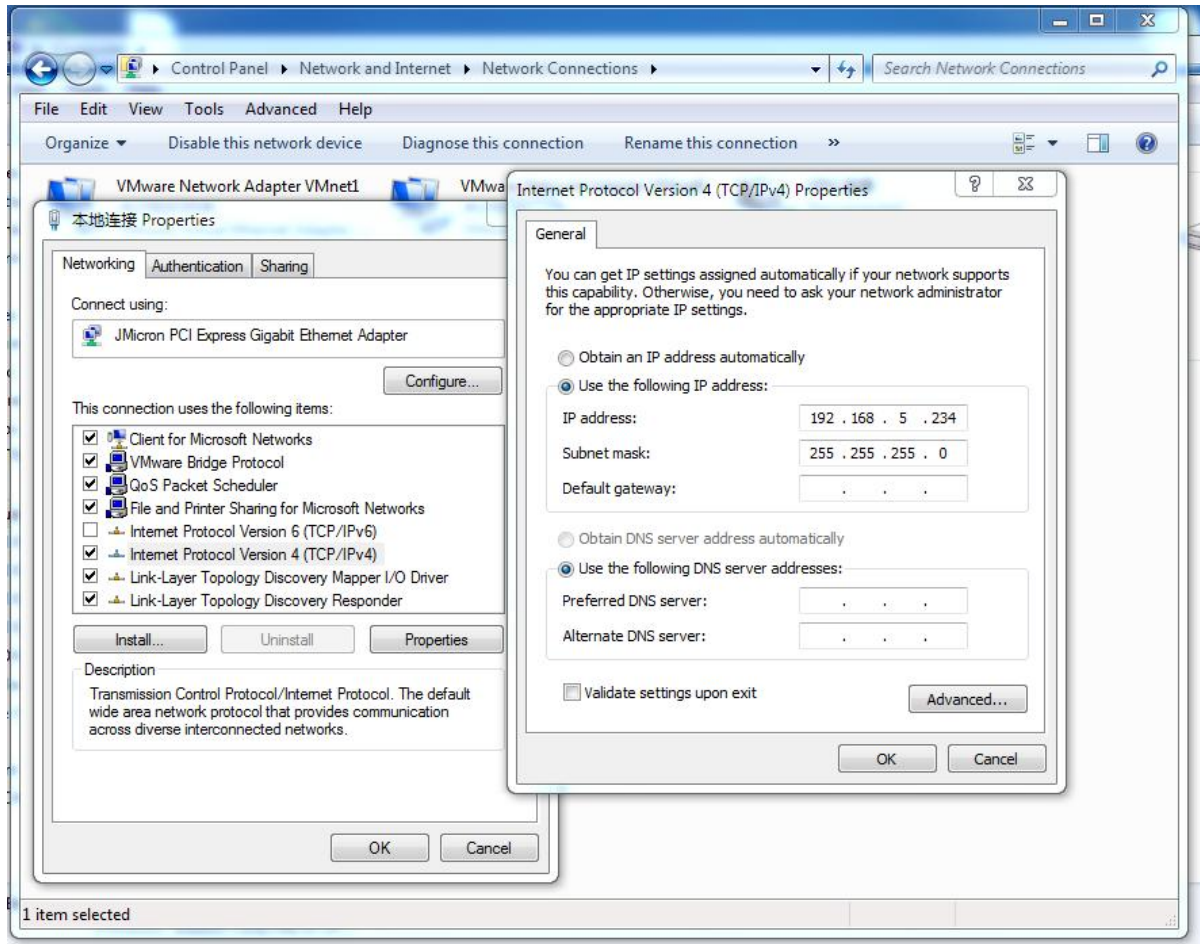 Control Panel ▸ Network and Internet ▸ Network Connections ▸
Search Network Connections
File Edit View Tools Advanced Help
Organize Disable this network device Diagnose this connection Rename this connection »
VMware Network Adapter VMnet1
本地连接 Properties
Networking Authentication Sharing
Connect using:
JMicron PCI Express Gigabit Ethernet Adapter
Configure...
This connection uses the following items:
Client for Microsoft Networks
VMware Bridge Protocol
QoS Packet Scheduler
File and Printer Sharing for Microsoft Networks
Internet Protocol Version 6 (TCP/IPv6)
Internet Protocol Version 4 (TCP/IPv4)
Link-Layer Topology Discovery Mapper I/O Driver
Link-Layer Topology Discovery Responder
Install... Uninstall Properties
Description
Transmission Control Protocol/Internet Protocol. The default
wide area network protocol that provides communication
across diverse interconnected networks.
OK Cancel
VMwa
Internet Protocol Version 4 (TCP/IPv4) Properties
General
You can get IP settings assigned automatically if your network supports
this capability. Otherwise, you need to ask your network administrator
for the appropriate IP settings.
Obtain an IP address automatically
Use the following IP address:
IP address: 192 . 168 . 5 . 234
Subnet mask: 255 . 255 . 255 . 0
Default gateway: . . .
Obtain DNS server address automatically
Use the following DNS server addresses:
Preferred DNS server: . . .
Alternate DNS server: . . .
Validate settings upon exit
Advanced...
OK Cancel
1 item selected